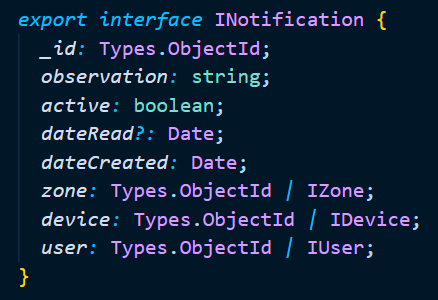 export interface INotification {
  _id: Types.ObjectId;
  observation: string;
  active: boolean;
  dateRead?: Date;
  dateCreated: Date;
  zone: Types.ObjectId | IZone;
  device: Types.ObjectId | IDevice;
  user: Types.ObjectId | IUser;
}